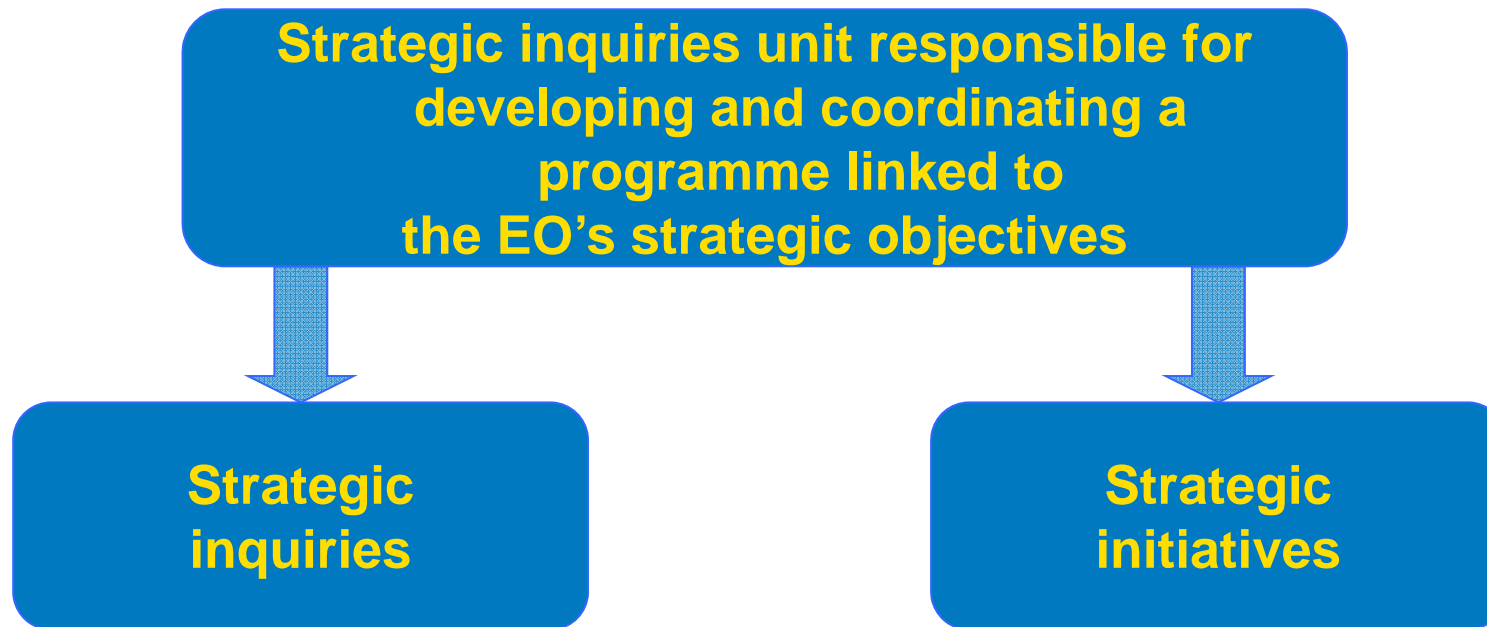 Strategic inquiries unit responsible for
developing and coordinating a
programme linked to
the EO’s strategic objectives
Strategic
inquiries
Strategic
initiatives